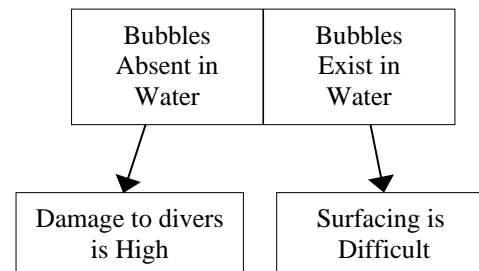 Bubbles
Absent in
Water
Bubbles
Exist in
Water
Damage to divers
is High
Surfacing is
Difficult